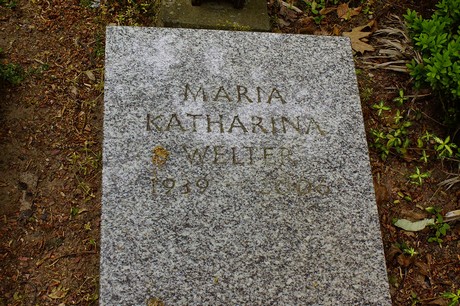 MARIA
KATHARINA
WELTER
1939 - 2006